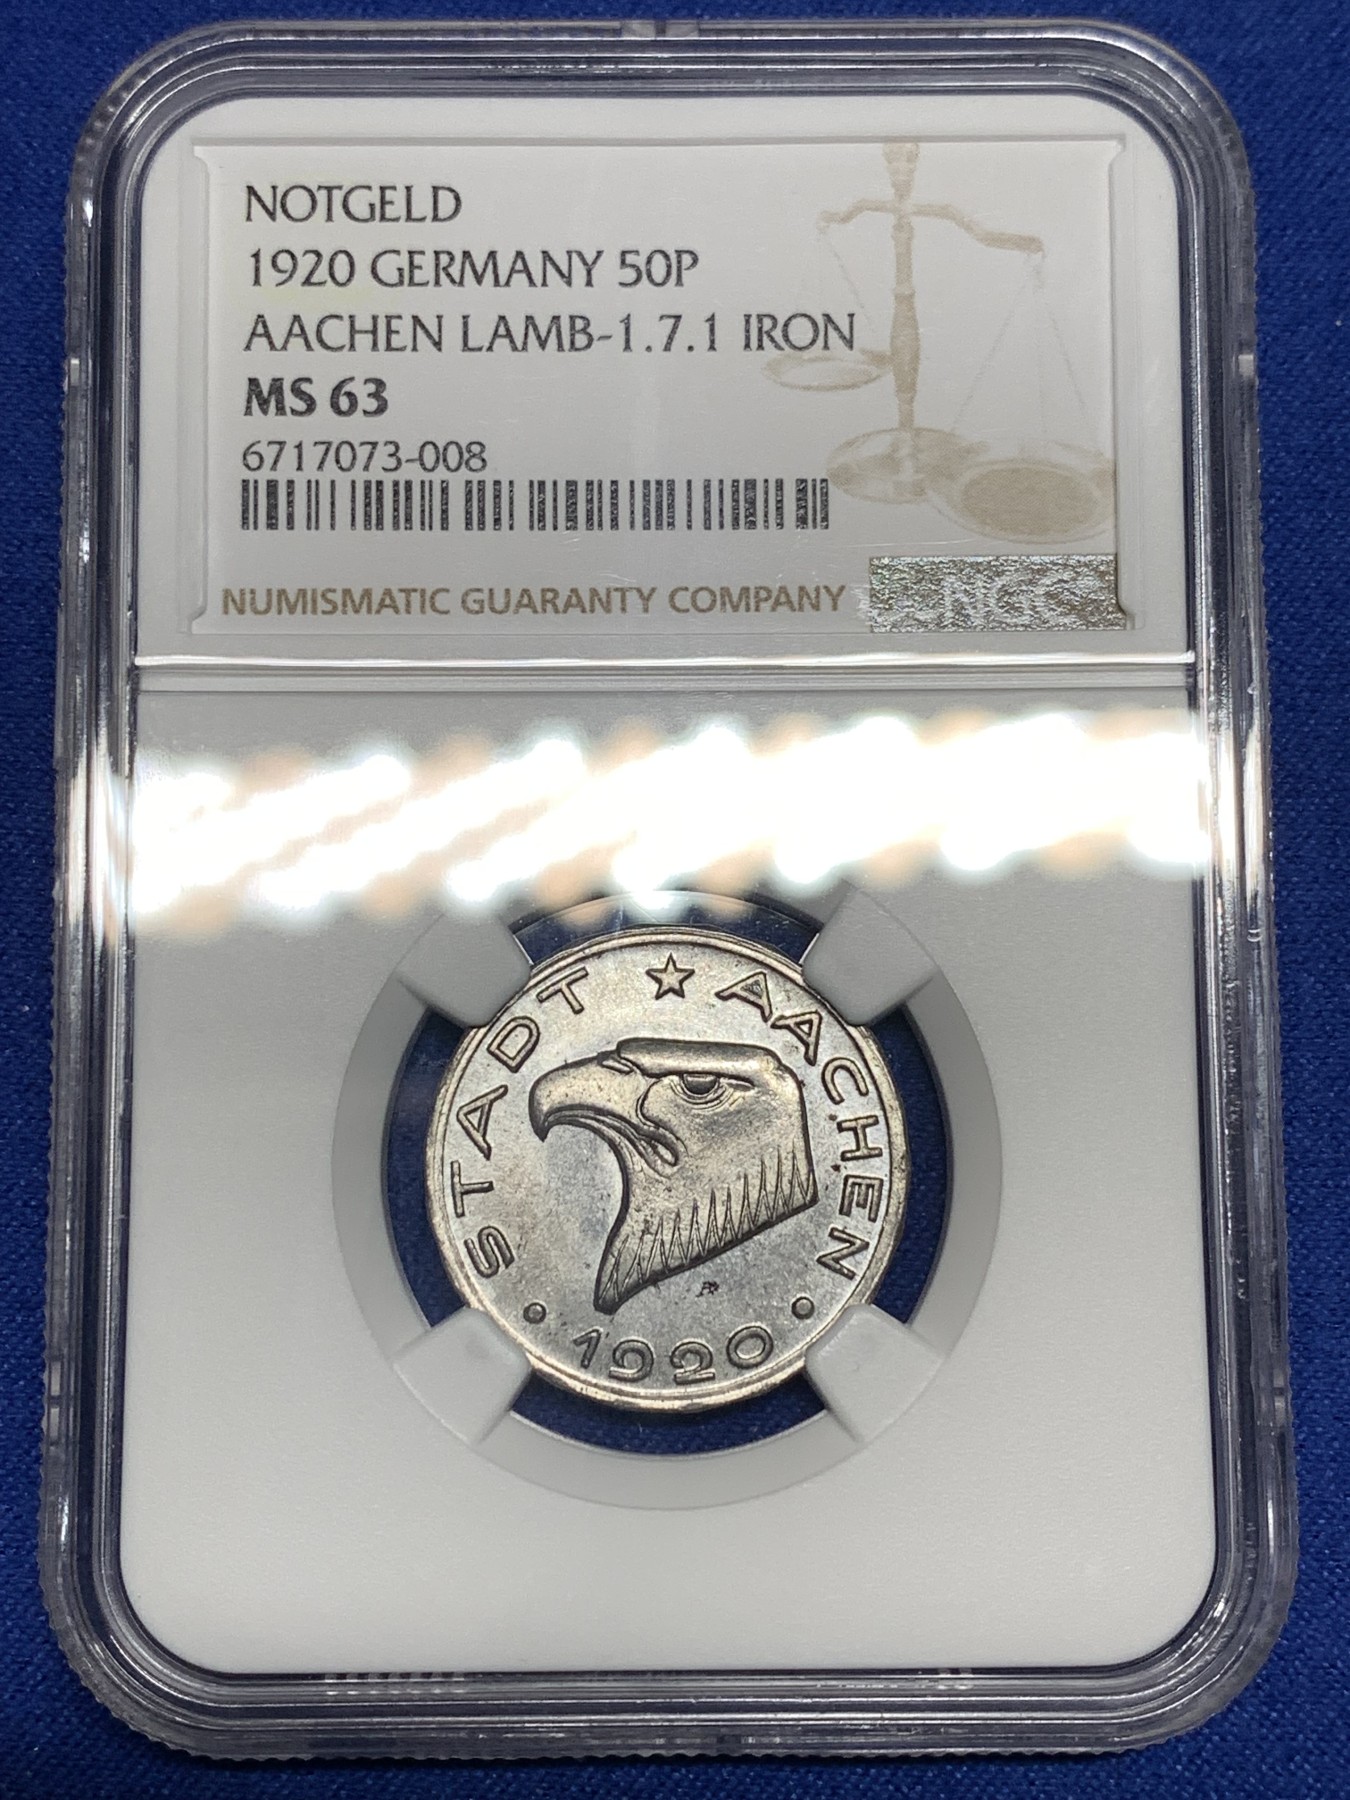 NOTGELD
1920 GERMANY 50P
AACHEN LAMB-1.7.1 IRON
MS 63
6717073-008
NUMISMATIC GUARANTY COMPANY
NGC
STADT ★ AACHEN
• 1920 •